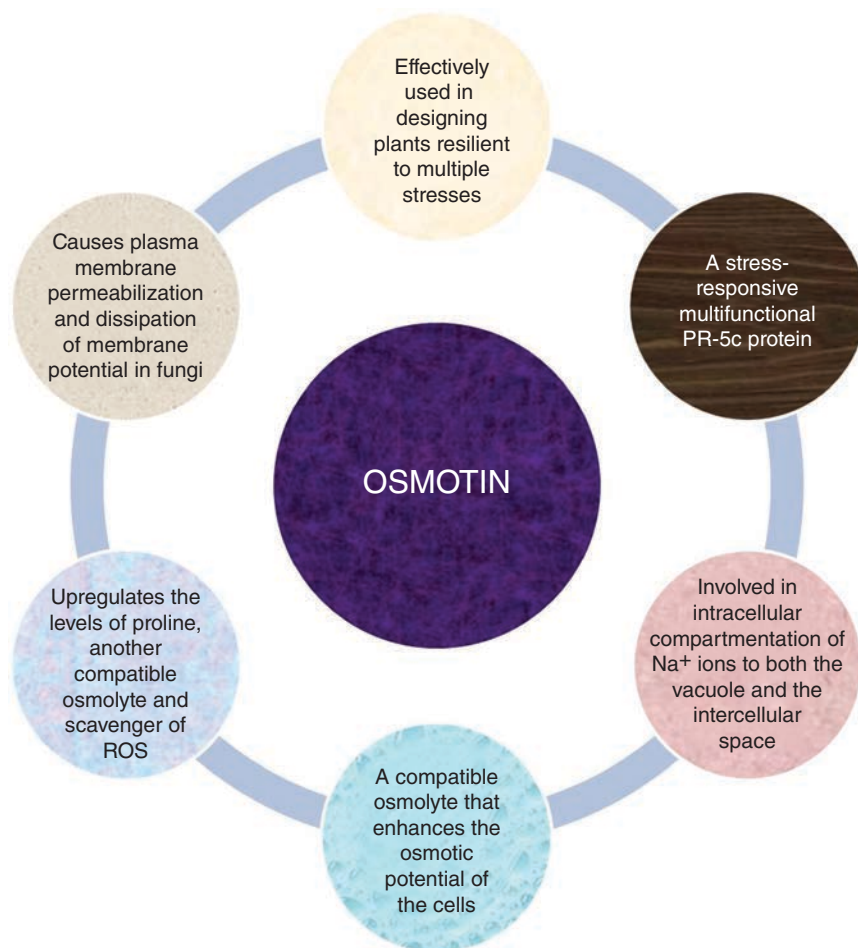 Effectively
used in
designing
plants resilient
to multiple
stresses
A stress-
responsive
multifunctional
PR-5c protein
Involved in
intracellular
compartmentation of
Na+ ions to both the
vacuole and the
intercellular
space
A compatible
osmolyte that
enhances the
osmotic
potential of
the cells
Upregulates the
levels of proline,
another
compatible
osmolyte and
scavenger of
ROS
Causes plasma
membrane
permeabilization
and dissipation
of membrane
potential in fungi
OSMOTIN